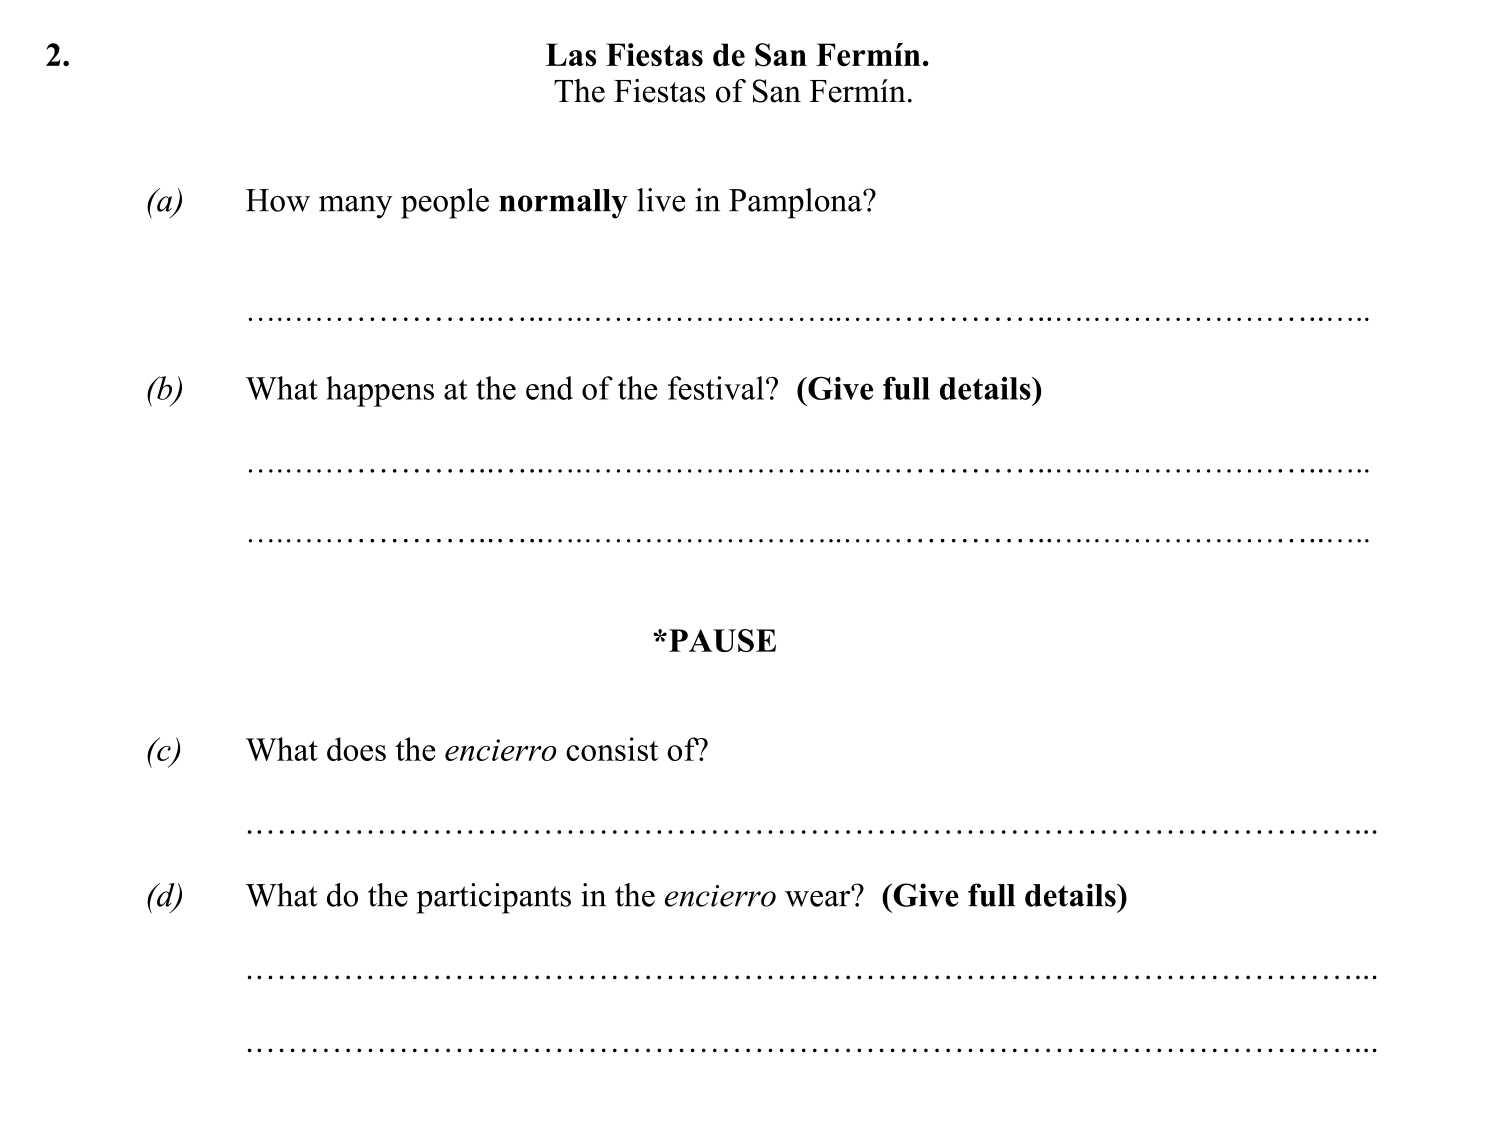 2. Las Fiestas de San Fermín.
The Fiestas of San Fermín.
(a) How many people normally live in Pamplona?
….……………..…..….……………………..………………..….…………………..…..
(b) What happens at the end of the festival? (Give full details)
….……………..…..….……………………..………………..….…………………..…..
….……………..…..….……………………..………………..….…………………..…..
*PAUSE
(c) What does the encierro consist of?
.…………………………………………………………………………………………...
(d) What do the participants in the encierro wear? (Give full details)
.…………………………………………………………………………………………...
.…………………………………………………………………………………………...